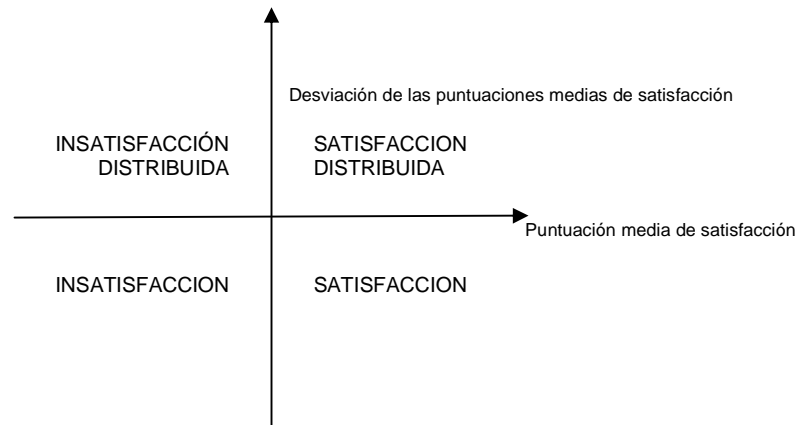 Desviación de las puntuaciones medias de satisfacción
INSATISFACCIÓN
DISTRIBUIDA
SATISFACCION
DISTRIBUIDA
Puntuación media de satisfacción
INSATISFACCION
SATISFACCION